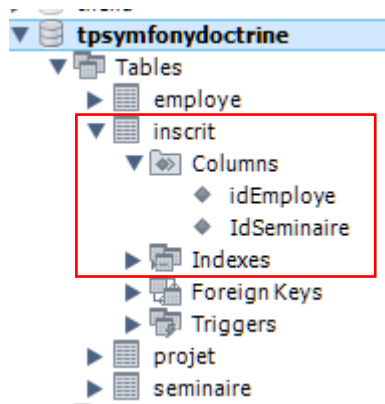 tpsymfonydoctrine
Tables
employe
inscrit
Columns
idEmploye
IdSeminaire
Indexes
Foreign Keys
Triggers
projet
seminaire